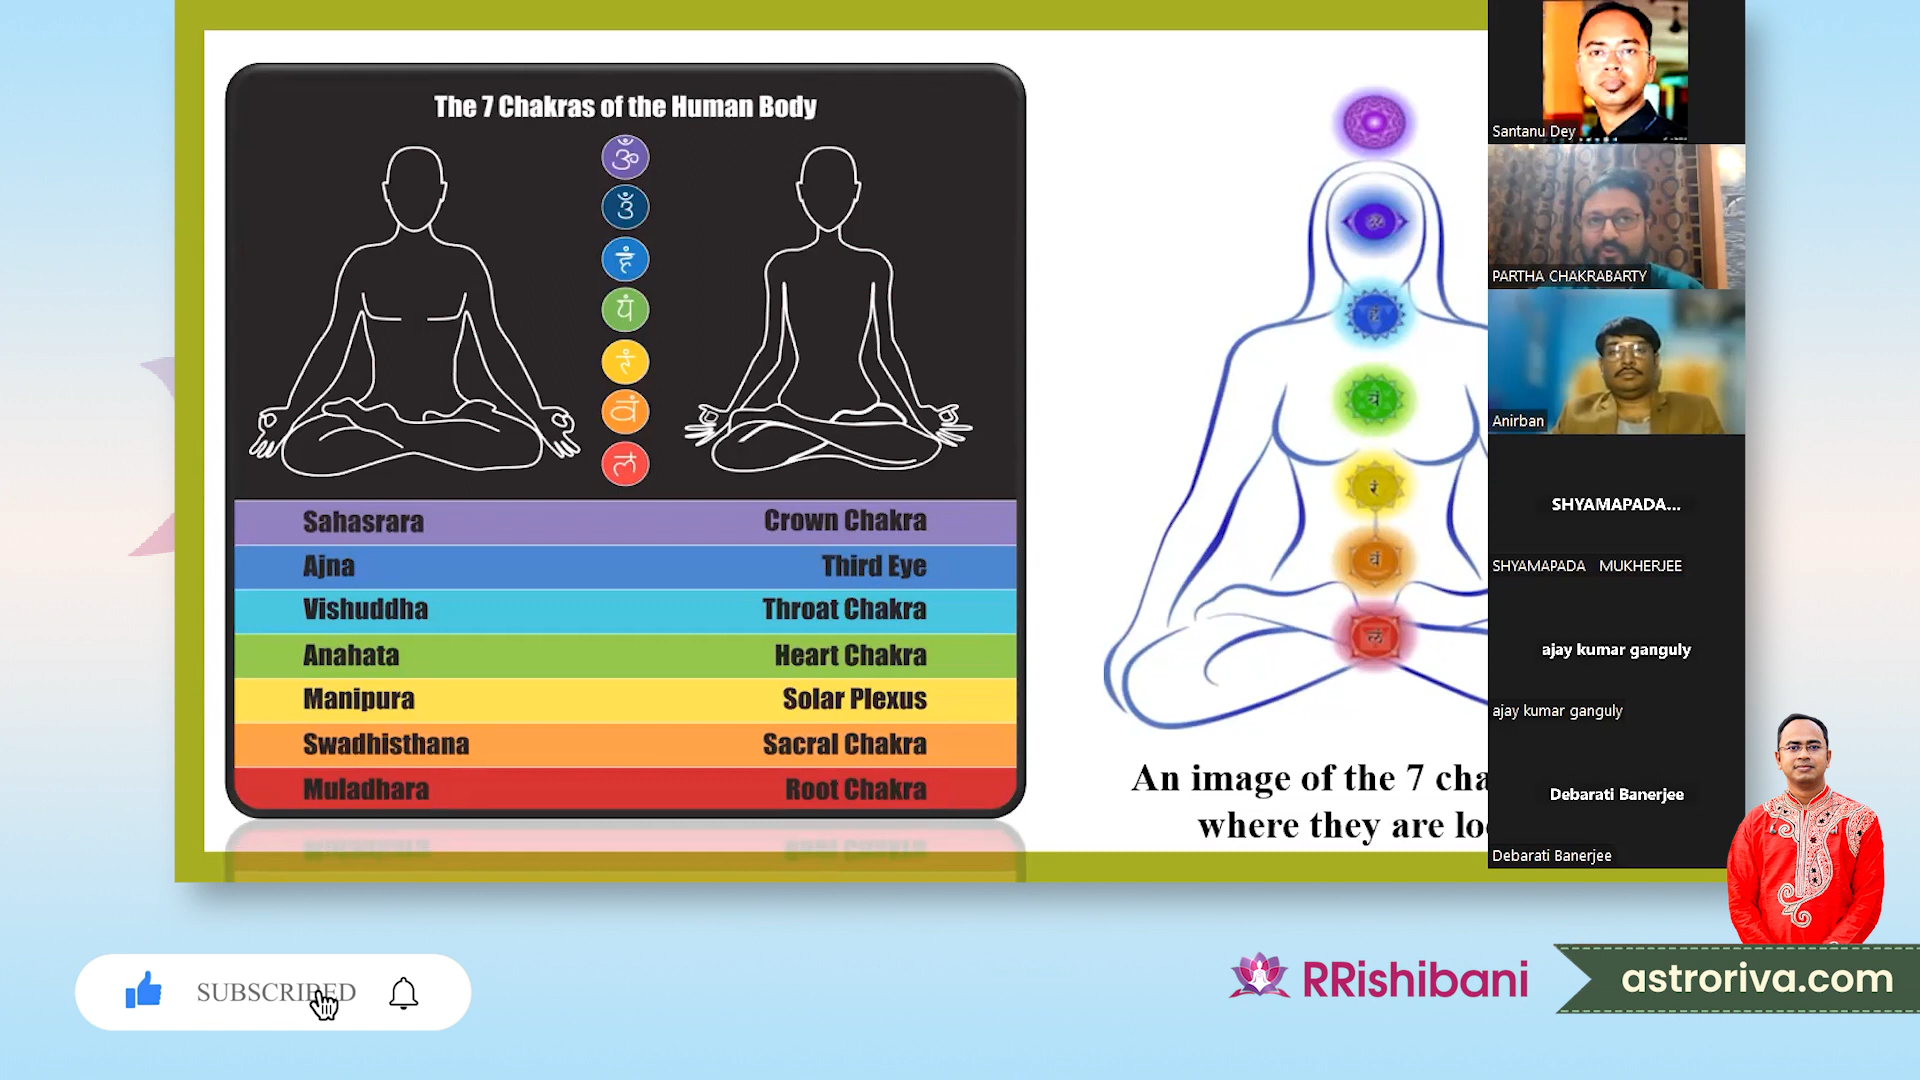 The 7 Chakras of the Human Body
ॐ
हं
यं
रं
वं
लं
Sahasrara Crown Chakra
Ajna Third Eye
Vishuddha Throat Chakra
Anahata Heart Chakra
Manipura Solar Plexus
Swadhisthana Sacral Chakra
Muladhara Root Chakra
हं
यं
रं
वं
लं
An image of the 7 cha
where they are lo
Santanu Dey
PARTHA CHAKRABARTY
Anirban
SHYAMAPADA...
SHYAMAPADA MUKHERJEE
ajay kumar ganguly
ajay kumar ganguly
Debarati Banerjee
Debarati Banerjee
SUBSCRIBED
RRishibani
astroriva.com